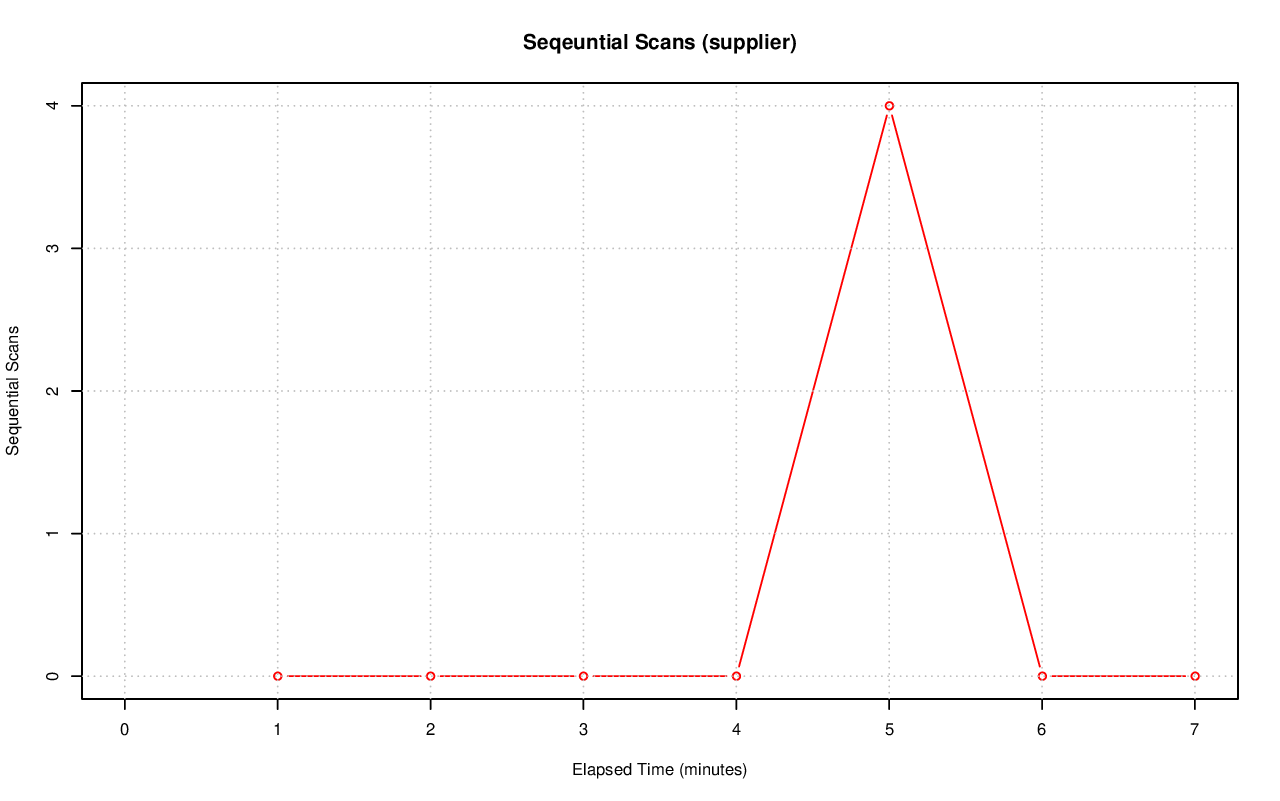 Seqeuntial Scans (supplier)
Sequential Scans
4
3
2
1
0
0 1 2 3 4 5 6 7
Elapsed Time (minutes)